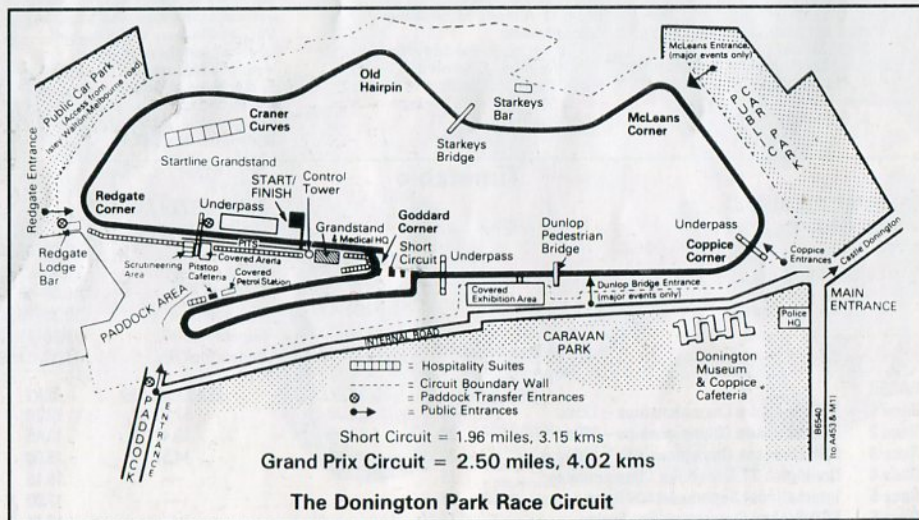 McLeans Entrance
(major events only)
Public Car Park
(Access from
Isley Walton-Melbourne road)
Old
Hairpin
Starkeys
Bar
PUBLIC
CAR
PARK
Craner
Curves
McLeans
Corner
Starkeys
Bridge
Startline Grandstand
Redgate Entrance
START/
FINISH
Control
Tower
Redgate
Corner
Underpass
Goddard
Corner
Grandstand
Medical HQ
Short
Circuit
Dunlop
Pedestrian
Bridge
Underpass
Coppice
Corner
PITS
Covered Arena
Underpass
Redgate
Lodge
Bar
Scrutineering
Area
Pitstop
Cafeteria
Covered
Petrol Station
Coppice
Entrances
Castle Donington
Covered
Exhibition Area
Dunlop Bridge Entrance
(major events only)
MAIN
ENTRANCE
PADDOCK AREA
Police
HQ
INTERNAL ROAD
CARAVAN
PARK
Donington
Museum
& Coppice
Cafeteria
= Hospitality Suites
= Circuit Boundary Wall
= Paddock Transfer Entrances
= Public Entrances
PADDOCK
ENTRANCE
B6540
(to A453 & M1)
Short Circuit = 1.96 miles, 3.15 kms
Grand Prix Circuit = 2.50 miles, 4.02 kms
The Donington Park Race Circuit